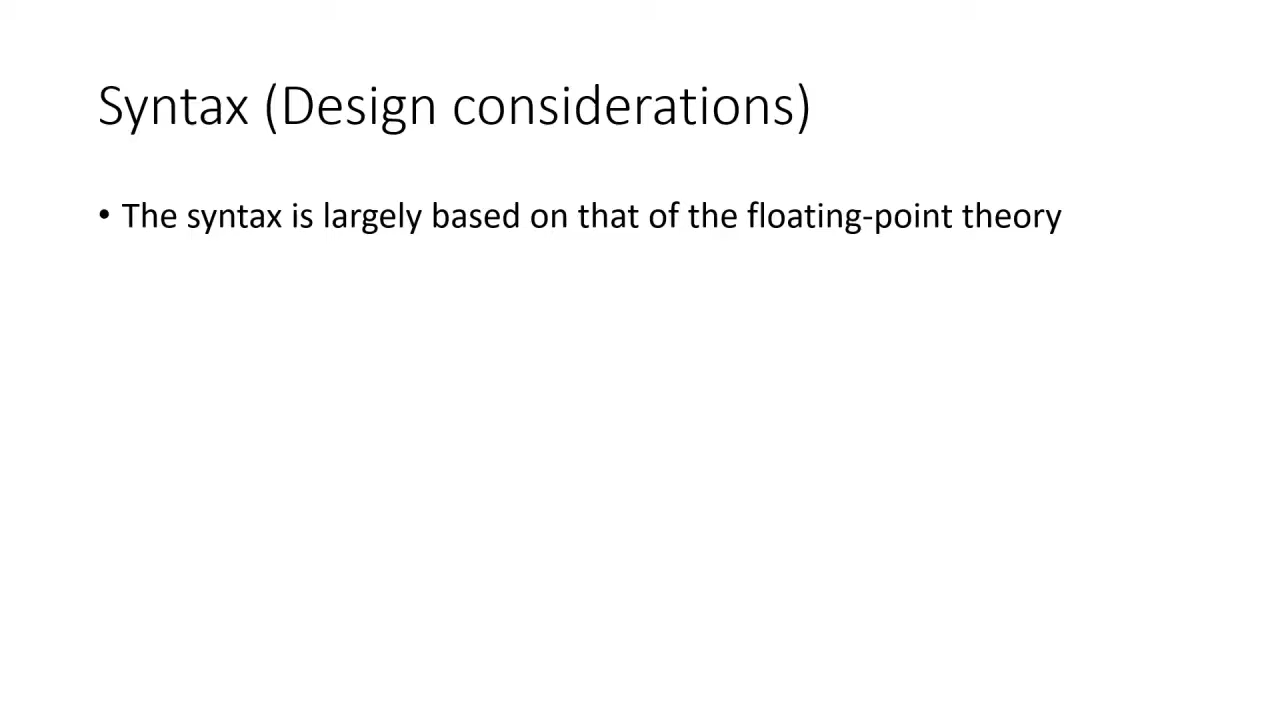 Syntax (Design considerations)
• The syntax is largely based on that of the floating-point theory